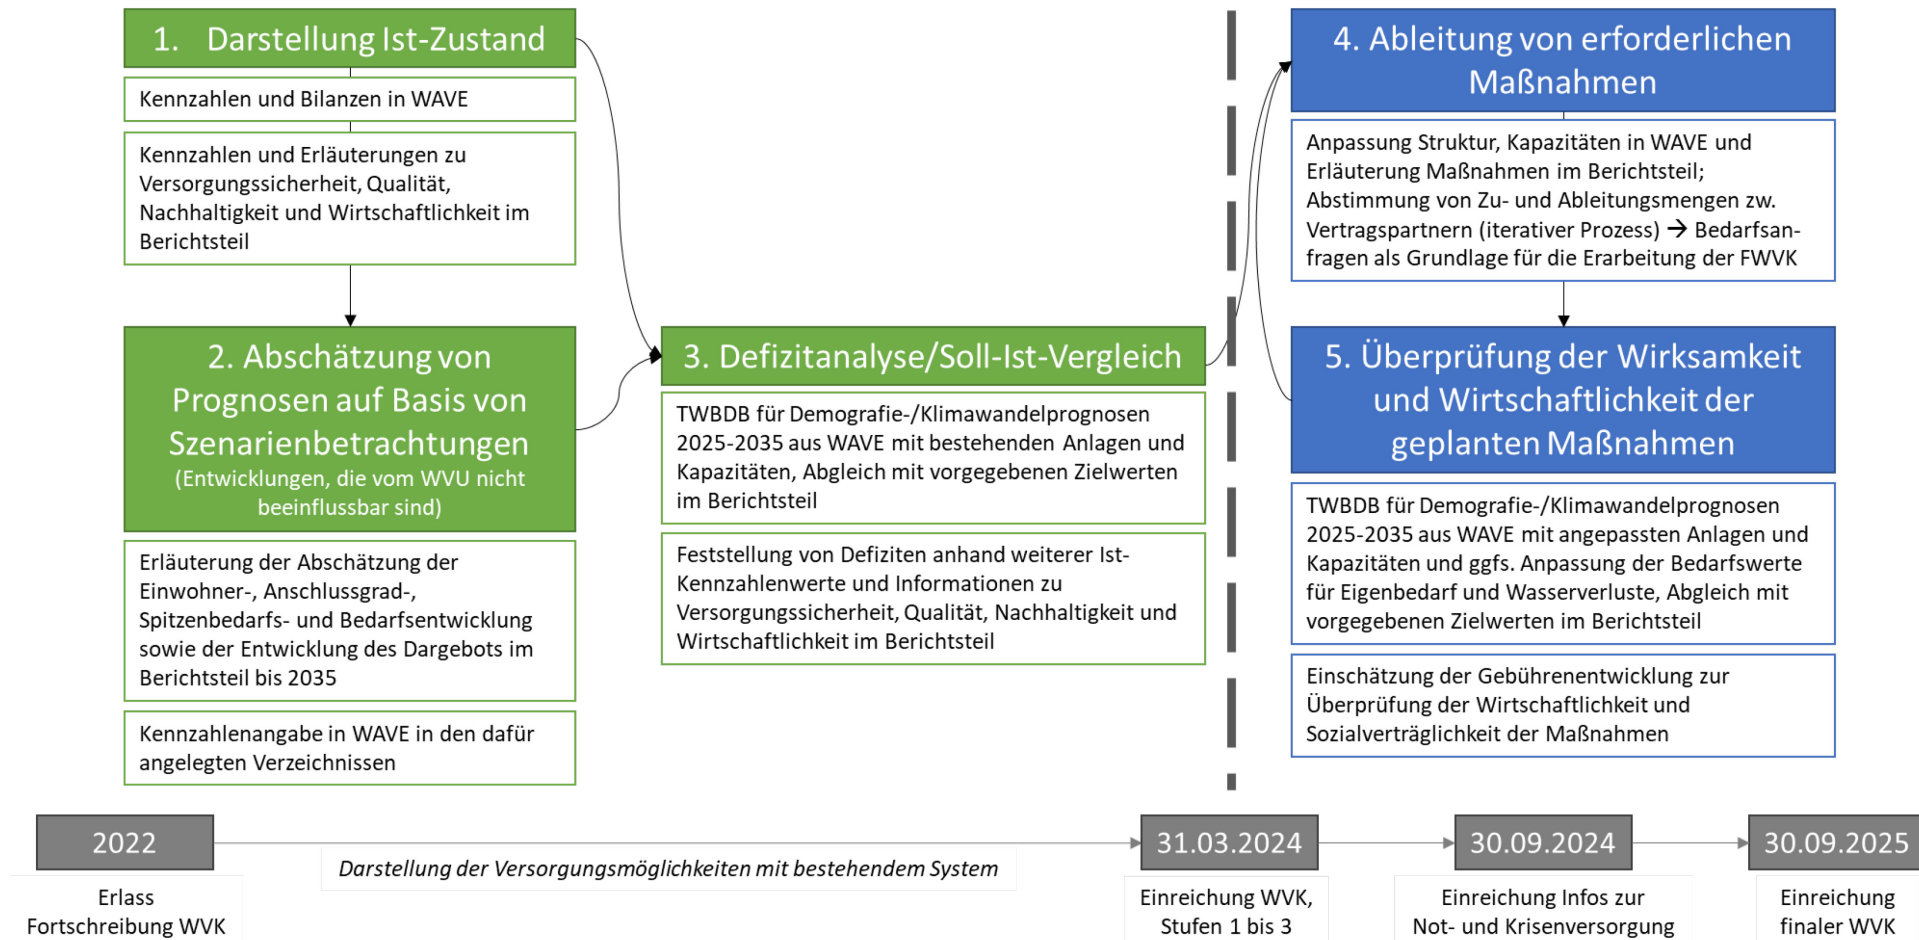 1. Darstellung Ist-Zustand
Kennzahlen und Bilanzen in WAVE
Kennzahlen und Erläuterungen zu
Versorgungssicherheit, Qualität,
Nachhaltigkeit und Wirtschaftlichkeit im
Berichtsteil
2. Abschätzung von
Prognosen auf Basis von
Szenarienbetrachtungen
(Entwicklungen, die vom WVU nicht
beeinflussbar sind)
Erläuterung der Abschätzung der
Einwohner-, Anschlussgrad-,
Spitzenbedarfs- und Bedarfsentwicklung
sowie der Entwicklung des Dargebots im
Berichtsteil bis 2035
Kennzahlenangabe in WAVE in den dafür
angelegten Verzeichnissen
3. Defizitanalyse/Soll-Ist-Vergleich
TWBDB für Demografie-/Klimawandelprognosen
2025-2035 aus WAVE mit bestehenden Anlagen und
Kapazitäten, Abgleich mit vorgegebenen Zielwerten
im Berichtsteil
Feststellung von Defiziten anhand weiterer Ist-
Kennzahlenwerte und Informationen zu
Versorgungssicherheit, Qualität, Nachhaltigkeit und
Wirtschaftlichkeit im Berichtsteil
4. Ableitung von erforderlichen
Maßnahmen
Anpassung Struktur, Kapazitäten in WAVE und
Erläuterung Maßnahmen im Berichtsteil;
Abstimmung von Zu- und Ableitungsmengen zw.
Vertragspartnern (iterativer Prozess) → Bedarfsan-
fragen als Grundlage für die Erarbeitung der FWVK
5. Überprüfung der Wirksamkeit
und Wirtschaftlichkeit der
geplanten Maßnahmen
TWBDB für Demografie-/Klimawandelprognosen
2025-2035 aus WAVE mit angepassten Anlagen und
Kapazitäten und ggfs. Anpassung der Bedarfswerte
für Eigenbedarf und Wasserverluste, Abgleich mit
vorgegebenen Zielwerten im Berichtsteil
Einschätzung der Gebührenentwicklung zur
Überprüfung der Wirtschaftlichkeit und
Sozialverträglichkeit der Maßnahmen
2022
Erlass
Fortschreibung WVK
Darstellung der Versorgungsmöglichkeiten mit bestehendem System
31.03.2024
Einreichung WVK,
Stufen 1 bis 3
30.09.2024
Einreichung Infos zur
Not- und Krisenversorgung
30.09.2025
Einreichung
finaler WVK